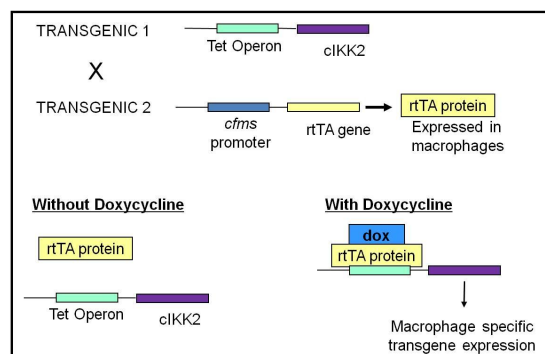 TRANSGENIC 1
Tet Operon
cIKK2
X
TRANSGENIC 2
cfms
promoter
rtTA gene
rtTA protein
Expressed in
macrophages
Without Doxycycline
rtTA protein
Tet Operon
cIKK2
With Doxycycline
dox
rtTA protein
Macrophage specific
transgene expression